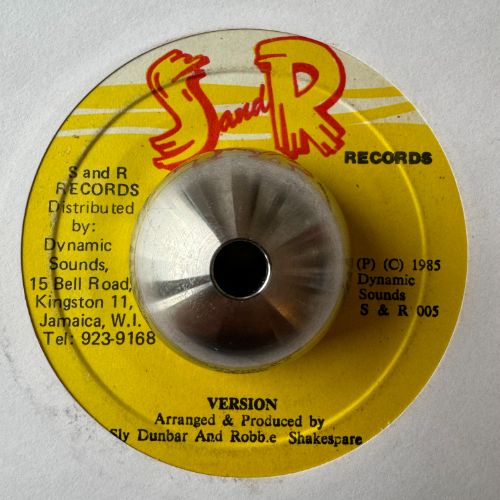 S and R
RECORDS
S and R
RECORDS
Distributed
by:
Dynamic
Sounds,
15 Bell Road,
Kingston 11,
Jamaica, W.I.
Tel: 923-9168
(P) (C) 1985
Dynamic
Sounds
S & R 005
VERSION
Arranged & Produced by
Sly Dunbar And Robbie Shakespare